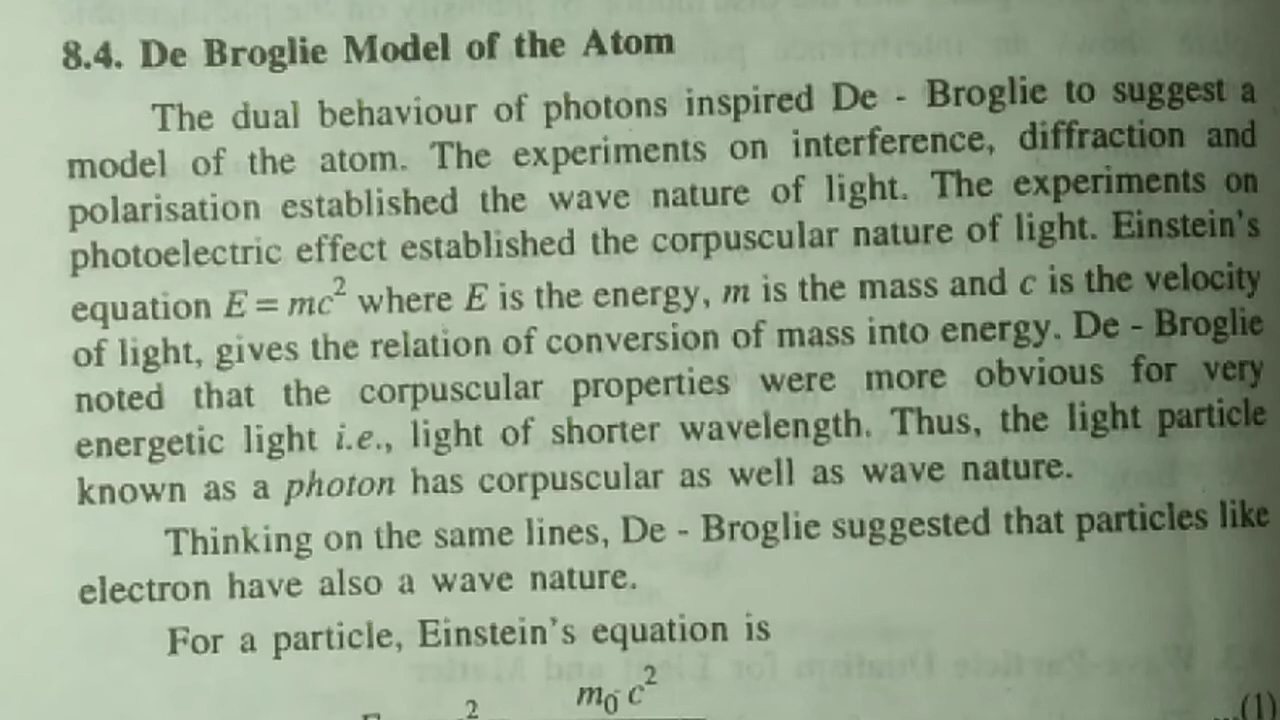 8.4. De Broglie Model of the Atom
The dual behaviour of photons inspired De - Broglie to suggest a
model of the atom. The experiments on interference, diffraction and
polarisation established the wave nature of light. The experiments on
photoelectric effect established the corpuscular nature of light. Einstein's
equation E = mc² where E is the energy, m is the mass and c is the velocity
of light, gives the relation of conversion of mass into energy. De - Broglie
noted that the corpuscular properties were more obvious for very
energetic light i.e., light of shorter wavelength. Thus, the light particle
known as a photon has corpuscular as well as wave nature.
Thinking on the same lines, De - Broglie suggested that particles like
electron have also a wave nature.
For a particle, Einstein's equation is
2 m₀ c² ...(1)